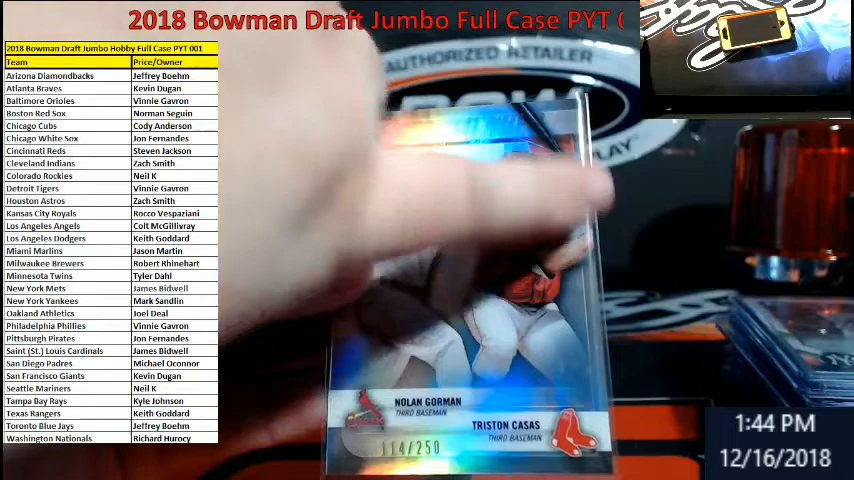 2018 Bowman Draft Jumbo Full Case PYT
2018 Bowman Draft Jumbo Hobby Full Case PYT 001
Team Price/Owner
Arizona Diamondbacks Jeffrey Boehm
Atlanta Braves Kevin Dugan
Baltimore Orioles Vinnie Gavron
Boston Red Sox Norman Seguin
Chicago Cubs Cody Anderson
Chicago White Sox Jon Fernandes
Cincinnati Reds Steven Jackson
Cleveland Indians Zach Smith
Colorado Rockies Neil K
Detroit Tigers Vinnie Gavron
Houston Astros Zach Smith
Kansas City Royals Rocco Vespaziani
Los Angeles Angels Colt McGillivray
Los Angeles Dodgers Keith Goddard
Miami Marlins Jason Martin
Milwaukee Brewers Robert Rhinehart
Minnesota Twins Tyler Dahl
New York Mets James Bidwell
New York Yankees Mark Sandlin
Oakland Athletics Joel Deal
Philadelphia Phillies Vinnie Gavron
Pittsburgh Pirates Jon Fernandes
Saint (St.) Louis Cardinals James Bidwell
San Diego Padres Michael Oconnor
San Francisco Giants Kevin Dugan
Seattle Mariners Neil K
Tampa Bay Rays Kyle Johnson
Texas Rangers Keith Goddard
Toronto Blue Jays Jeffrey Boehm
Washington Nationals Richard Hurocy
AUTHORIZED RETAILER
NOLAN GORMAN
THIRD BASEMAN
TRISTON CASAS
THIRD BASEMAN
114/250
1:44 PM
12/16/2018